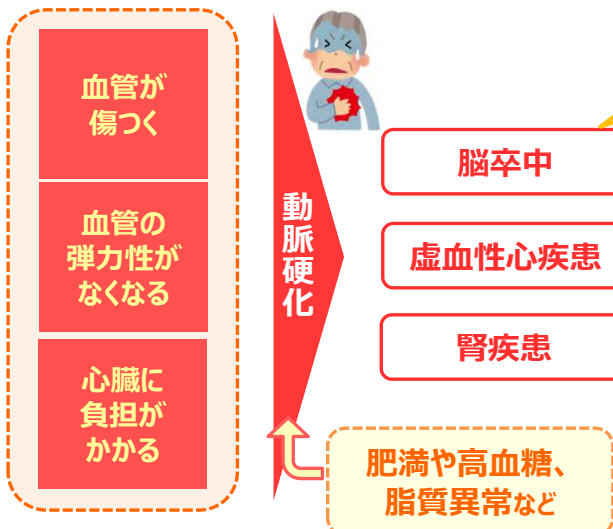 血管が
傷つく
血管の
弾力性が
なくなる
心臓に
負担が
かかる
動脈硬化
脳卒中
虚血性心疾患
腎疾患
肥満や高血糖、
脂質異常など